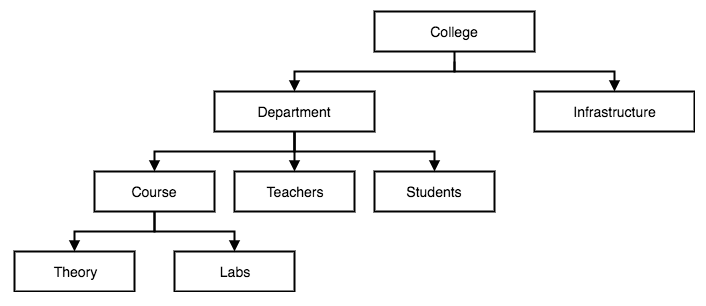 College
Department
Infrastructure
Course
Teachers
Students
Theory
Labs